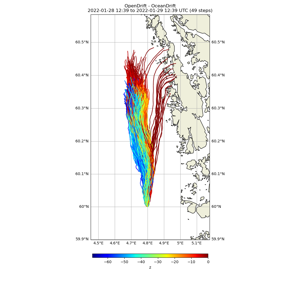 OpenDrift - OceanDrift
2022-01-28 12:39 to 2022-01-29 12:39 UTC (49 steps)
60.5°N 60.5°N
60.4°N 60.4°N
60.3°N 60.3°N
60.2°N 60.2°N
60.1°N 60.1°N
60°N 60°N
59.9°N 59.9°N
4.5°E 4.6°E 4.7°E 4.8°E 4.9°E 5°E 5.1°E
−60 −50 −40 −30 −20 −10 0
z